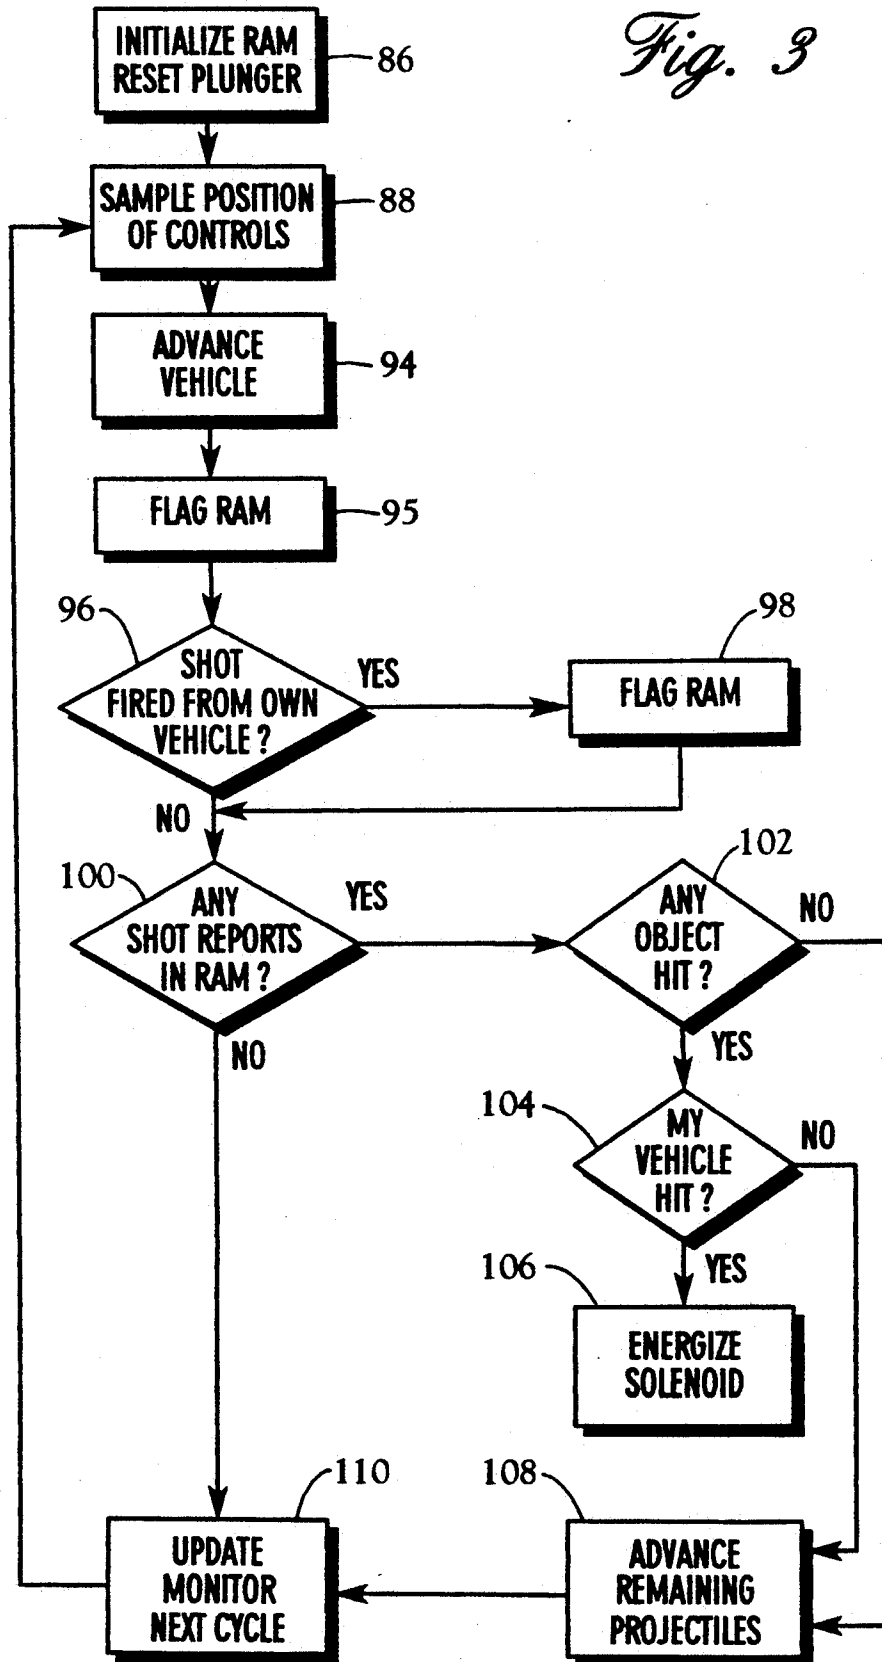 Fig. 3
INITIALIZE RAM
RESET PLUNGER
86
SAMPLE POSITION
OF CONTROLS
88
ADVANCE
VEHICLE
94
FLAG RAM
95
96
SHOT
FIRED FROM OWN
VEHICLE ?
YES
98
FLAG RAM
NO
100
ANY
SHOT REPORTS
IN RAM ?
YES
102
ANY
OBJECT
HIT ?
NO
NO
YES
104
MY
VEHICLE
HIT ?
NO
YES
106
ENERGIZE
SOLENOID
110
UPDATE
MONITOR
NEXT CYCLE
108
ADVANCE
REMAINING
PROJECTILES